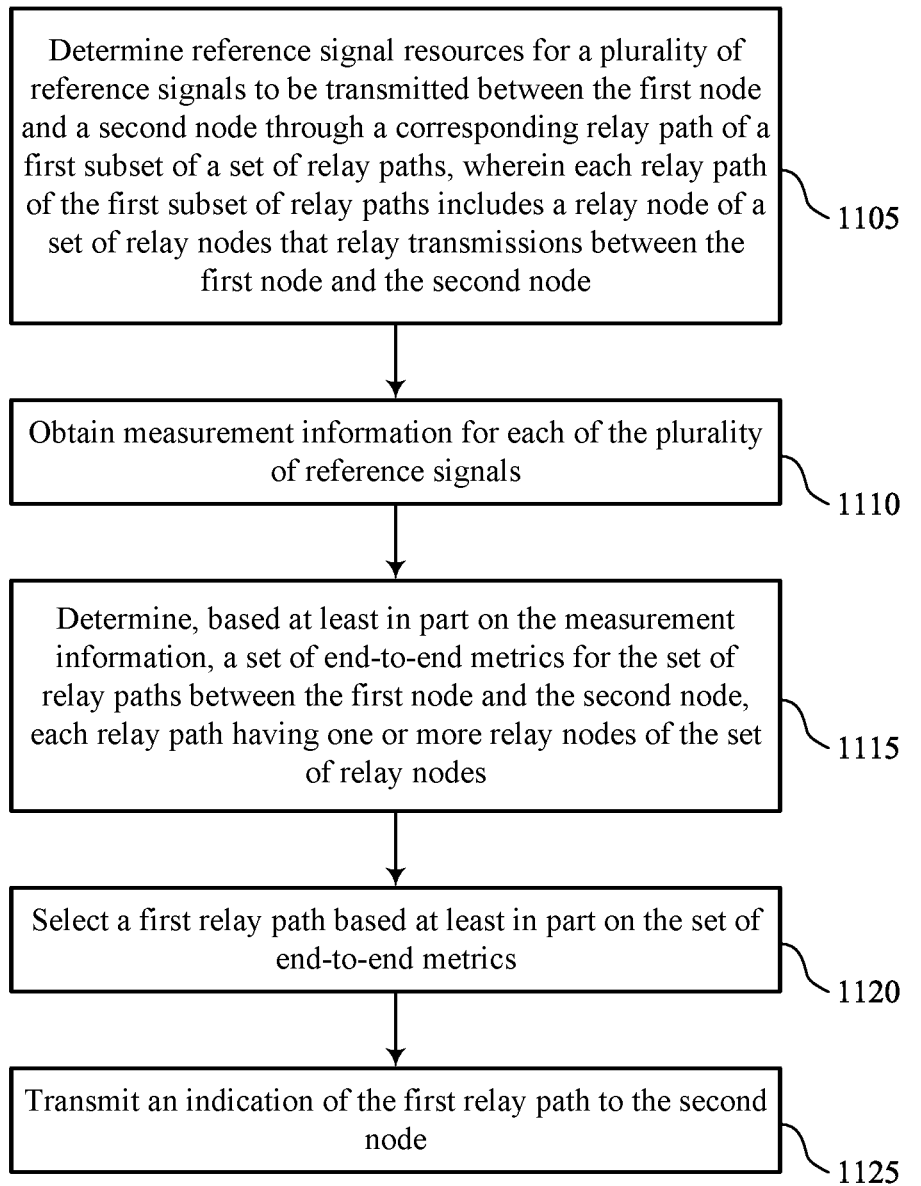 Determine reference signal resources for a plurality of
reference signals to be transmitted between the first node
and a second node through a corresponding relay path of a
first subset of a set of relay paths, wherein each relay path
of the first subset of relay paths includes a relay node of a
set of relay nodes that relay transmissions between the
first node and the second node
1105
Obtain measurement information for each of the plurality
of reference signals
1110
Determine, based at least in part on the measurement
information, a set of end-to-end metrics for the set of
relay paths between the first node and the second node,
each relay path having one or more relay nodes of the set
of relay nodes
1115
Select a first relay path based at least in part on the set of
end-to-end metrics
1120
Transmit an indication of the first relay path to the second
node
1125